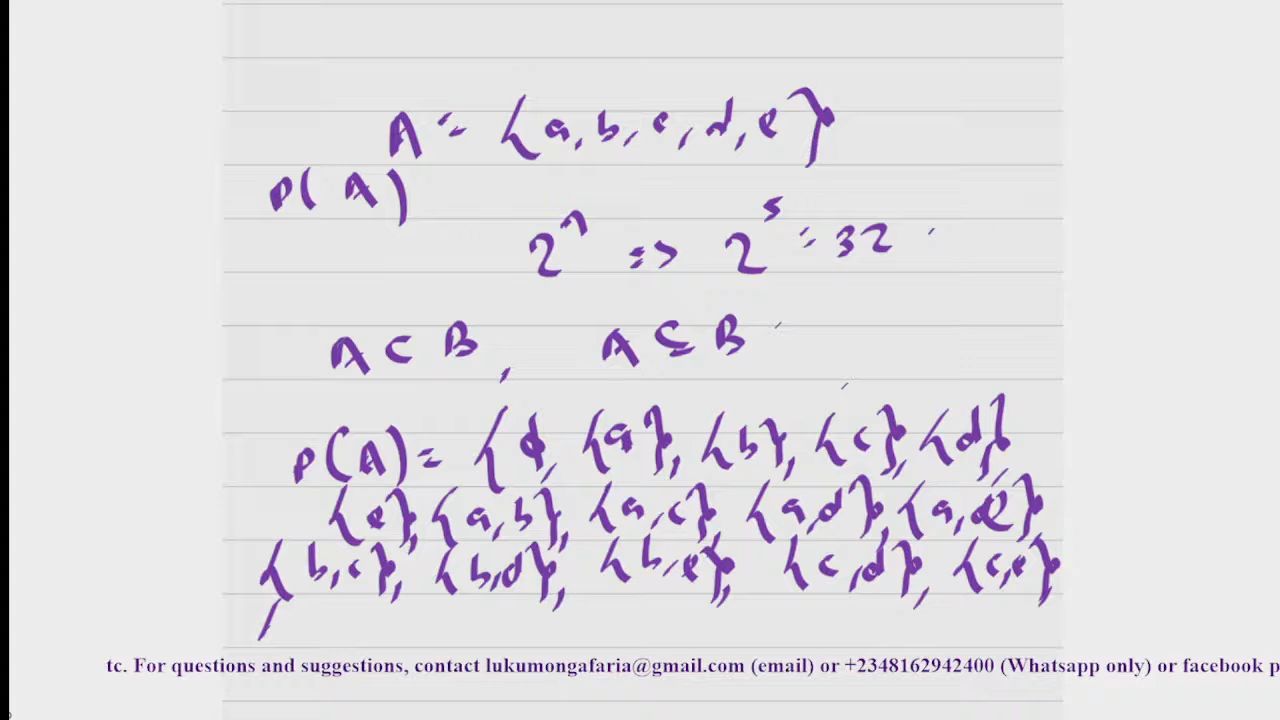 A = {a, b, c, d, e}
P(A)
2^n => 2^5 = 32
A ⊂ B, A ⊆ B
P(A) = {ϕ, {a}, {b}, {c}, {d}
{e}, {a, b}, {a, c}, {a, d}, {a, e},
{b, c}, {b, d}, {b, e}, {c, d}, {c, e},
tc. For questions and suggestions, contact lukumongafaria@gmail.com (email) or +2348162942400 (Whatsapp only) or facebook p